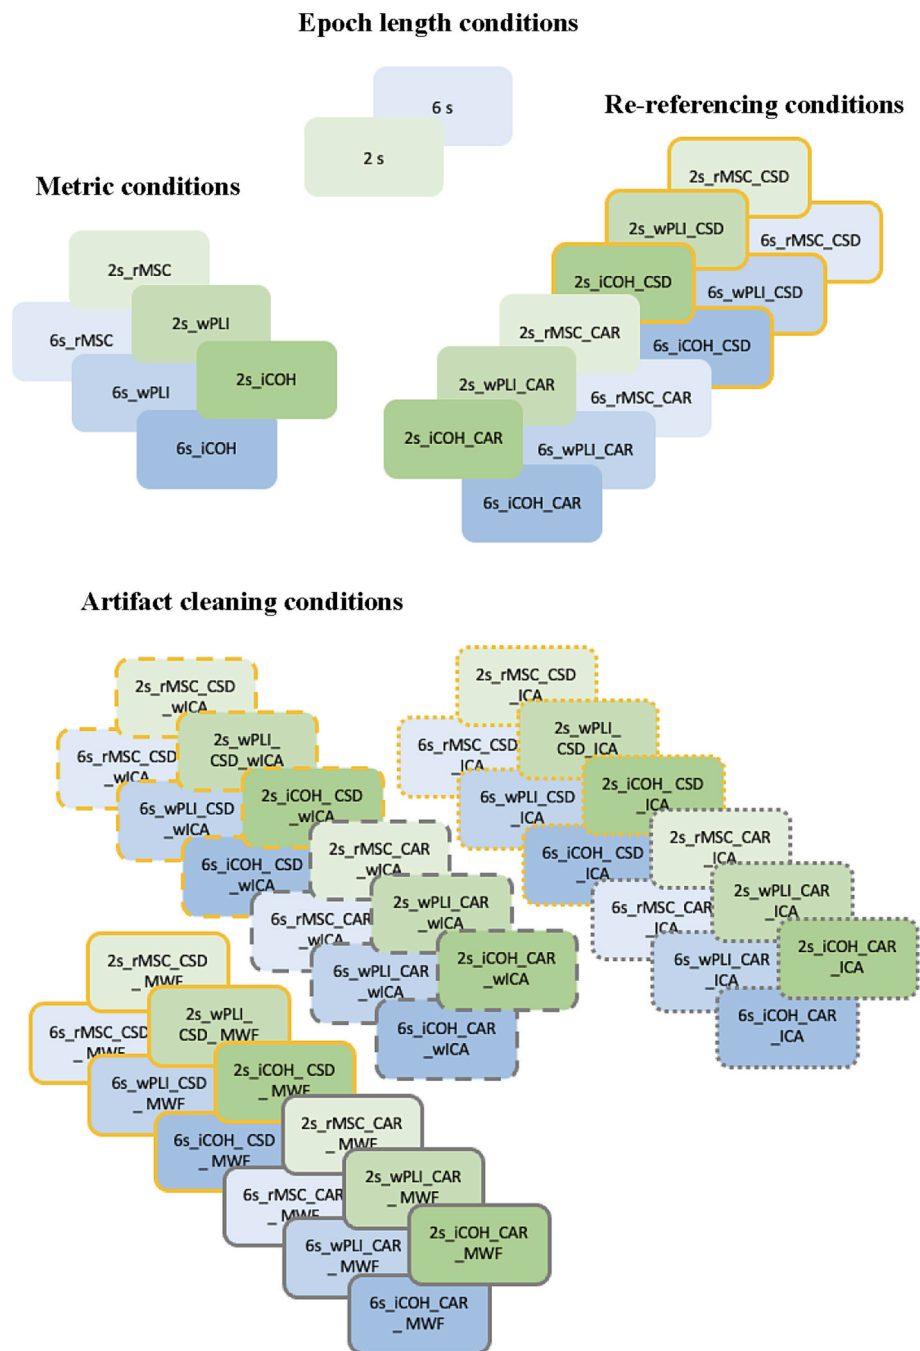 Epoch length conditions
6 s
2 s
Re-referencing conditions
2s_rMSC_CSD
2s_wPLI_CSD
6s_rMSC_CSD
2s_iCOH_CSD
6s_wPLI_CSD
2s_rMSC_CAR
6s_iCOH_CSD
2s_wPLI_CAR
6s_rMSC_CAR
2s_iCOH_CAR
6s_wPLI_CAR
6s_iCOH_CAR
Metric conditions
2s_rMSC
6s_rMSC
2s_wPLI
6s_wPLI
2s_iCOH
6s_iCOH
Artifact cleaning conditions
2s_rMSC_CSD
_wICA
6s_rMSC_CSD
_wICA
2s_wPLI_
CSD_wICA
6s_wPLI_CSD
_wICA
2s_iCOH_CSD
_wICA
6s_iCOH_CSD
_wICA
2s_rMSC_CAR
_wICA
6s_rMSC_CAR
_wICA
2s_wPLI_CAR
_wICA
6s_wPLI_CAR
_wICA
2s_iCOH_CAR
_wICA
6s_iCOH_CAR
_wICA
2s_rMSC_CSD
_ICA
6s_rMSC_CSD
_ICA
2s_wPLI_
CSD_ICA
6s_wPLI_CSD
_ICA
2s_iCOH_CSD
_ICA
6s_iCOH_CSD
_ICA
2s_rMSC_CAR
_ICA
6s_rMSC_CAR
_ICA
2s_wPLI_CAR
_ICA
6s_wPLI_CAR
_ICA
2s_iCOH_CAR
_ICA
6s_iCOH_CAR
_ICA
2s_rMSC_CSD
_MWF
6s_rMSC_CSD
_MWF
2s_wPLI_
CSD_MWF
6s_wPLI_CSD
_MWF
2s_iCOH_CSD
_MWF
6s_iCOH_CSD
_MWF
2s_rMSC_CAR
_MWF
6s_rMSC_CAR
_MWF
2s_wPLI_CAR
_MWF
6s_wPLI_CAR
_MWF
2s_iCOH_CAR
_MWF
6s_iCOH_CAR
_MWF